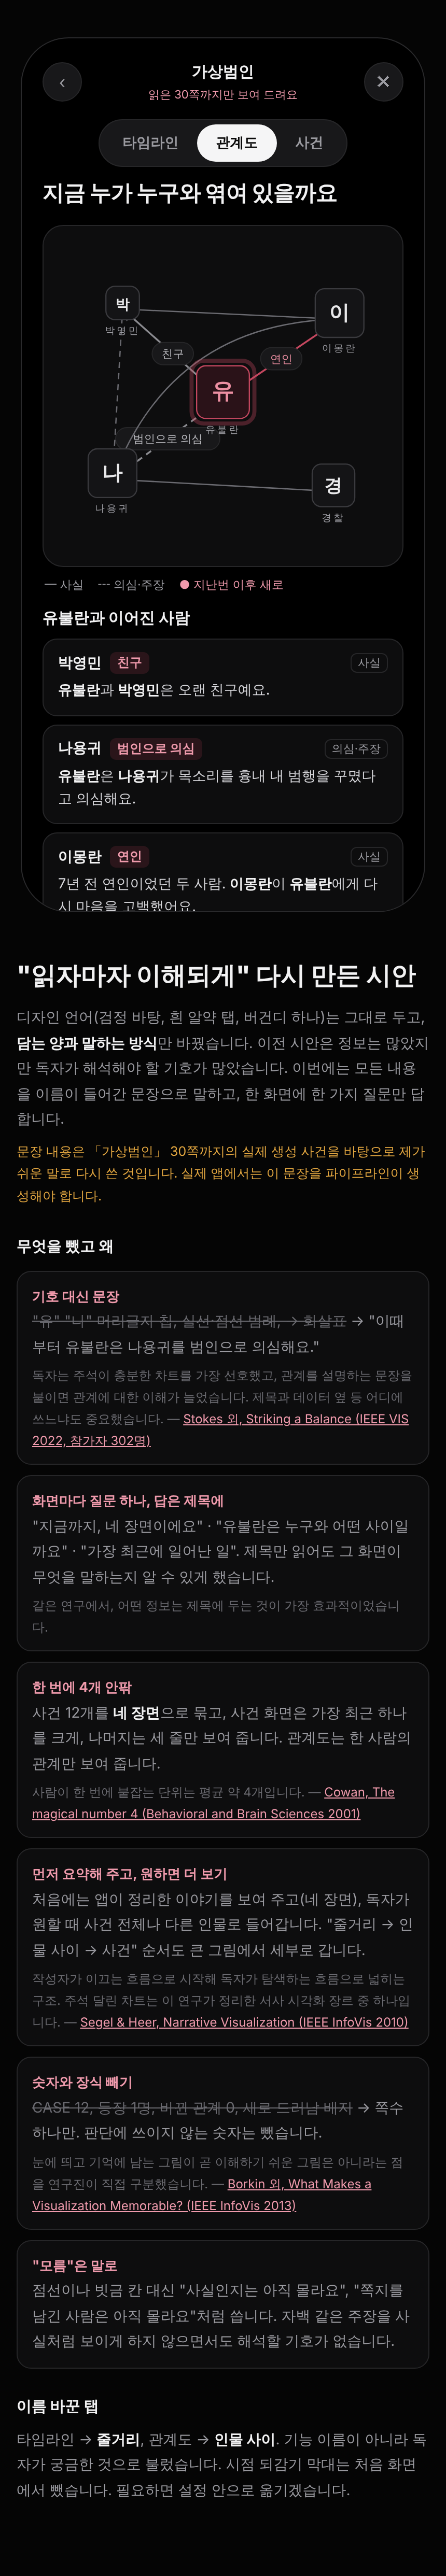 가상범인
읽은 30쪽까지만 보여 드려요
‹
✕
타임라인
관계도
사건
지금 누가 누구와 엮여 있을까요
박
박영민
이
이몽란
친구
연인
유
유불란
범인으로 의심
나
나용귀
경
경찰
— 사실 --- 의심·주장 ● 지난번 이후 새로
유불란과 이어진 사람
박영민 친구 사실
유불란과 박영민은 오랜 친구예요.
나용귀 범인으로 의심 의심·주장
유불란은 나용귀가 목소리를 흉내 내 범행을 꾸몄다
고 의심해요.
이몽란 연인 사실
7년 전 연인이었던 두 사람. 이몽란이 유불란에게 다
시 마음을 고백했어요.
"읽자마자 이해되게" 다시 만든 시안
디자인 언어(검정 바탕, 흰 알약 탭, 버건디 하나)는 그대로 두고,
담는 양과 말하는 방식만 바꿨습니다. 이전 시안은 정보는 많았지
만 독자가 해석해야 할 기호가 많았습니다. 이번에는 모든 내용
을 이름이 들어간 문장으로 말하고, 한 화면에 한 가지 질문만 답
합니다.
문장 내용은 「가상범인」 30쪽까지의 실제 생성 사건을 바탕으로 제가
쉬운 말로 다시 쓴 것입니다. 실제 앱에서는 이 문장을 파이프라인이 생
성해야 합니다.
무엇을 뺐고 왜
기호 대신 문장
"유" "나" 머리글자 칩, 실선·점선 범례, → 화살표 → "이때
부터 유불란은 나용귀를 범인으로 의심해요."
독자는 주석이 충분한 차트를 가장 선호했고, 관계를 설명하는 문장을
붙이면 관계에 대한 이해가 늘었습니다. 제목과 데이터 옆 등 어디에
쓰느냐도 중요했습니다. — Stokes 외, Striking a Balance (IEEE VIS
2022, 참가자 302명)
화면마다 질문 하나, 답은 제목에
"지금까지, 네 장면이에요" · "유불란은 누구와 어떤 사이일
까요" · "가장 최근에 일어난 일". 제목만 읽어도 그 화면이
무엇을 말하는지 알 수 있게 했습니다.
같은 연구에서, 어떤 정보는 제목에 두는 것이 가장 효과적이었습니
다.
한 번에 4개 안팎
사건 12개를 네 장면으로 묶고, 사건 화면은 가장 최근 하나
를 크게, 나머지는 세 줄만 보여 줍니다. 관계도는 한 사람의
관계만 보여 줍니다.
사람이 한 번에 붙잡는 단위는 평균 약 4개입니다. — Cowan, The
magical number 4 (Behavioral and Brain Sciences 2001)
먼저 요약해 주고, 원하면 더 보기
처음에는 앱이 정리한 이야기를 보여 주고(네 장면), 독자가
원할 때 사건 전체나 다른 인물로 들어갑니다. "줄거리 → 인
물 사이 → 사건" 순서도 큰 그림에서 세부로 갑니다.
작성자가 이끄는 흐름으로 시작해 독자가 탐색하는 흐름으로 넓히는
구조. 주석 달린 차트는 이 연구가 정리한 서사 시각화 장르 중 하나입
니다. — Segel & Heer, Narrative Visualization (IEEE InfoVis 2010)
숫자와 장식 빼기
CASE 12, 등장 1명, 바뀐 관계 0, 새로 드러남 배지 → 쪽수
하나만. 판단에 쓰이지 않는 숫자는 뺐습니다.
눈에 띄고 기억에 남는 그림이 곧 이해하기 쉬운 그림은 아니라는 점
을 연구진이 직접 구분했습니다. — Borkin 외, What Makes a
Visualization Memorable? (IEEE InfoVis 2013)
"모름"은 말로
점선이나 빗금 칸 대신 "사실인지는 아직 몰라요", "쪽지를
남긴 사람은 아직 몰라요"처럼 씁니다. 자백 같은 주장을 사
실처럼 보이게 하지 않으면서도 해석할 기호가 없습니다.
이름 바꾼 탭
타임라인 → 줄거리, 관계도 → 인물 사이. 기능 이름이 아니라 독
자가 궁금한 것으로 불렀습니다. 시점 되감기 막대는 처음 화면
에서 뺐습니다. 필요하면 설정 안으로 옮기겠습니다.